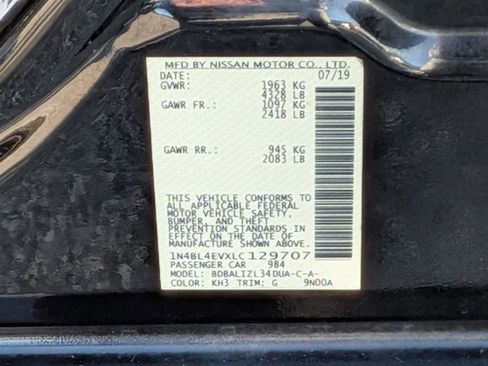 MFD BY NISSAN MOTOR CO., LTD.
DATE: 07/19
GVWR: 1963 KG
4328 LB
GAWR FR.: 1097 KG
2418 LB
GAWR RR.: 945 KG
2083 LB
THIS VEHICLE CONFORMS TO
ALL APPLICABLE FEDERAL
MOTOR VEHICLE SAFETY,
BUMPER, AND THEFT
PREVENTION STANDARDS
IN EFFECT ON THE DATE OF
MANUFACTURE SHOWN ABOVE.
1N4BL4EVXLC129707
PASSENGER CAR 984
MODEL: BDBALIZL34DUA-C-A-
COLOR: KH3 TRIM: G 9N00A